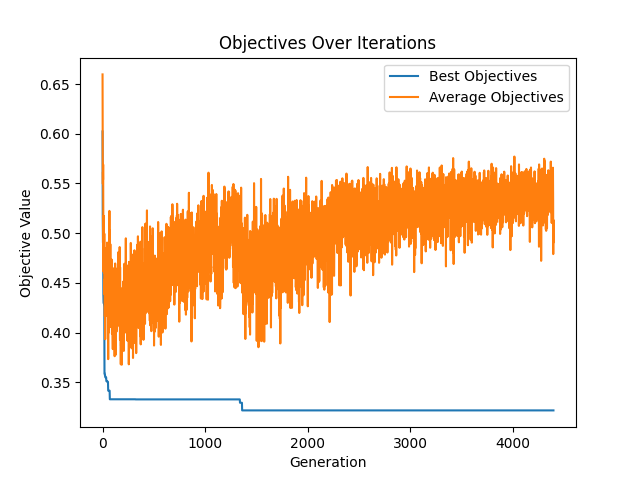 Objectives Over Iterations
Best Objectives
Average Objectives
Objective Value
0.65
0.60
0.55
0.50
0.45
0.40
0.35
0
1000
2000
3000
4000
Generation